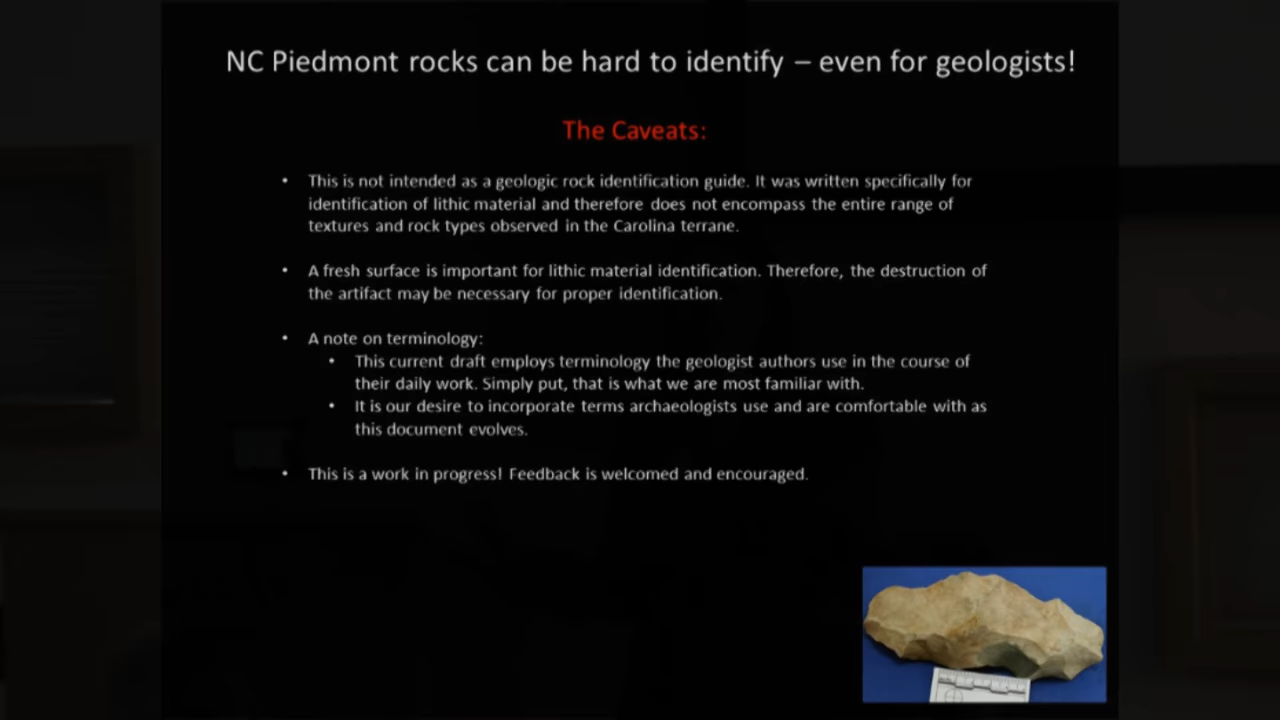 NC Piedmont rocks can be hard to identify – even for geologists!
The Caveats:
• This is not intended as a geologic rock identification guide. It was written specifically for
identification of lithic material and therefore does not encompass the entire range of
textures and rock types observed in the Carolina terrane.
• A fresh surface is important for lithic material identification. Therefore, the destruction of
the artifact may be necessary for proper identification.
• A note on terminology:
• This current draft employs terminology the geologist authors use in the course of
their daily work. Simply put, that is what we are most familiar with.
• It is our desire to incorporate terms archaeologists use and are comfortable with as
this document evolves.
• This is a work in progress! Feedback is welcomed and encouraged.